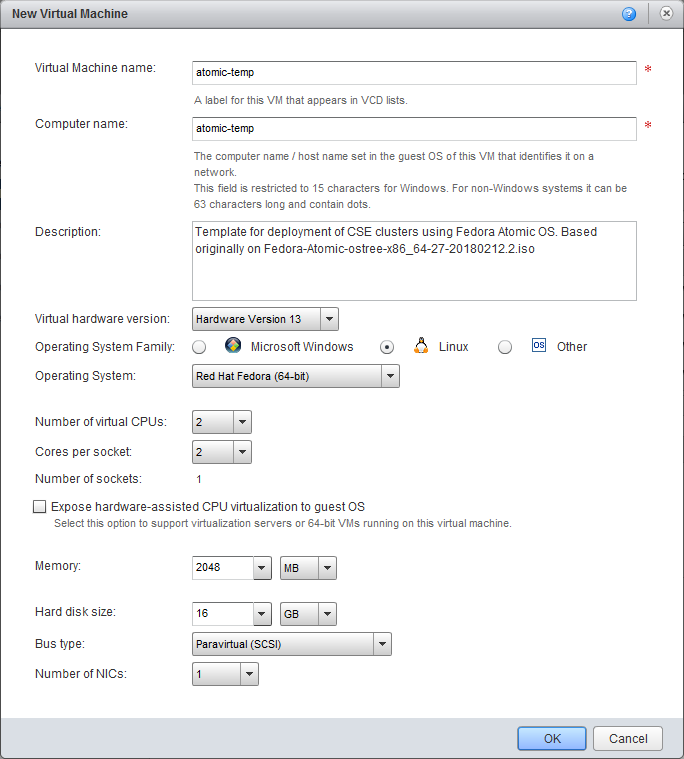 New Virtual Machine
?
Virtual Machine name: atomic-temp *
A label for this VM that appears in VCD lists.
Computer name: atomic-temp *
The computer name / host name set in the guest OS of this VM that identifies it on a
network.
This field is restricted to 15 characters for Windows. For non-Windows systems it can be
63 characters long and contain dots.
Description: Template for deployment of CSE clusters using Fedora Atomic OS. Based
originally on Fedora-Atomic-ostree-x86_64-27-20180212.2.iso
Virtual hardware version: Hardware Version 13
Operating System Family: Microsoft Windows Linux OS Other
Operating System: Red Hat Fedora (64-bit)
Number of virtual CPUs: 2
Cores per socket: 2
Number of sockets: 1
Expose hardware-assisted CPU virtualization to guest OS
Select this option to support virtualization servers or 64-bit VMs running on this virtual machine.
Memory: 2048 MB
Hard disk size: 16 GB
Bus type: Paravirtual (SCSI)
Number of NICs: 1
OK Cancel